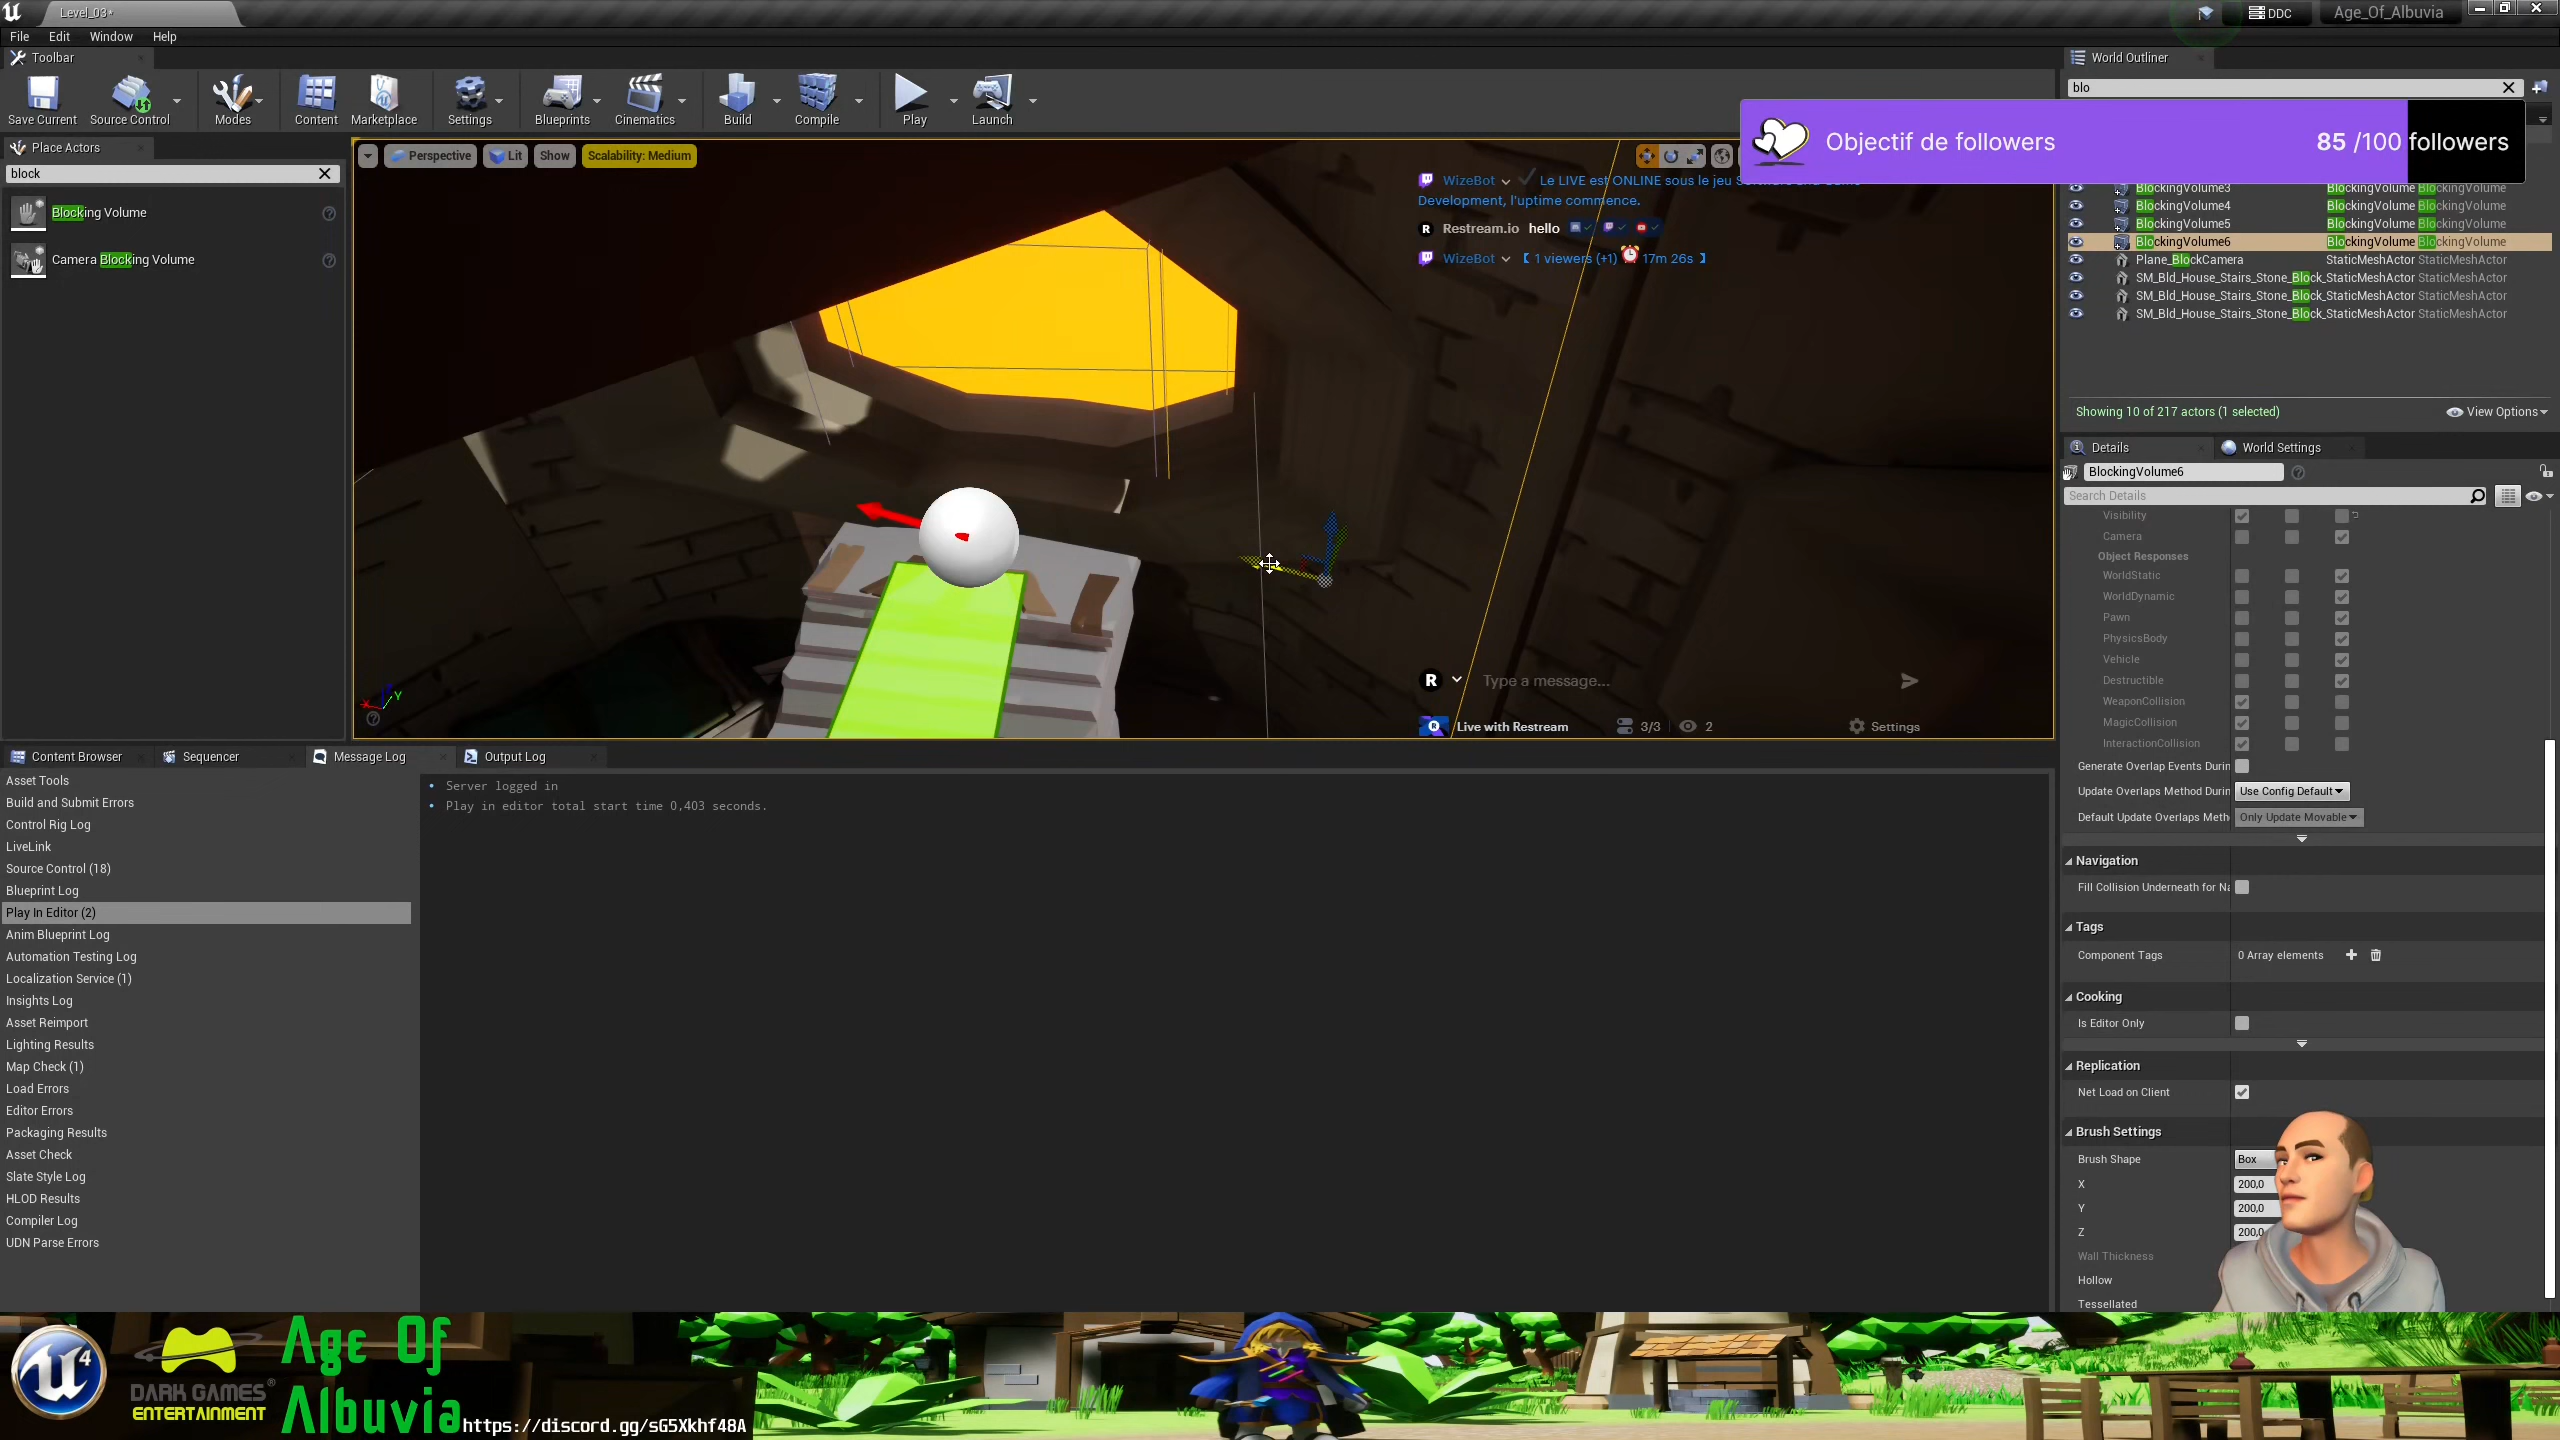 Level_03*
DDC
Age_Of_Albuvia
File
Edit
Window
Help
Toolbar
World Outliner
Save Current
Source Control
Modes
Content
Marketplace
Settings
Blueprints
Cinematics
Build
Compile
Play
Launch
blo
Objectif de followers
85 /100 followers
Place Actors
block
Blocking Volume
Camera Blocking Volume
Perspective
Lit
Show
Scalability: Medium
WizeBot
Le LIVE est ONLINE sous le jeu
Development, l'uptime commence.
Restream.io hello
WizeBot
【 1 viewers (+1) 17m 26s 】
BlockingVolume3 BlockingVolume BlockingVolume
BlockingVolume4 BlockingVolume BlockingVolume
BlockingVolume5 BlockingVolume BlockingVolume
BlockingVolume6 BlockingVolume BlockingVolume
Plane_BlockCamera StaticMeshActor StaticMeshActor
SM_Bld_House_Stairs_Stone_Block_StaticMeshActor StaticMeshActor
SM_Bld_House_Stairs_Stone_Block_StaticMeshActor StaticMeshActor
SM_Bld_House_Stairs_Stone_Block_StaticMeshActor StaticMeshActor
Showing 10 of 217 actors (1 selected)
View Options
Details
World Settings
BlockingVolume6
Search Details
Visibility
Camera
Object Responses
WorldStatic
WorldDynamic
Pawn
PhysicsBody
Vehicle
Destructible
WeaponCollision
MagicCollision
InteractionCollision
Generate Overlap Events Durin
Update Overlaps Method Durin
Use Config Default
Default Update Overlaps Meth
Only Update Movable
Navigation
Fill Collision Underneath for Na
Tags
Component Tags
0 Array elements
Cooking
Is Editor Only
Replication
Net Load on Client
Brush Settings
Brush Shape
Box
X
200,0
Y
200,0
Z
200,0
Wall Thickness
Hollow
Tessellated
R
Type a message...
Live with Restream
3/3
2
Settings
Y
Content Browser
Sequencer
Message Log
Output Log
Asset Tools
Build and Submit Errors
Control Rig Log
LiveLink
Source Control (18)
Blueprint Log
Play In Editor (2)
Anim Blueprint Log
Automation Testing Log
Localization Service (1)
Insights Log
Asset Reimport
Lighting Results
Map Check (1)
Load Errors
Editor Errors
Packaging Results
Asset Check
Slate Style Log
HLOD Results
Compiler Log
UDN Parse Errors
Server logged in
Play in editor total start time 0,403 seconds.
4
DARK GAMES®
ENTERTAINMENT
Age Of
Albuvia
https://discord.gg/sG5Xkhf48A